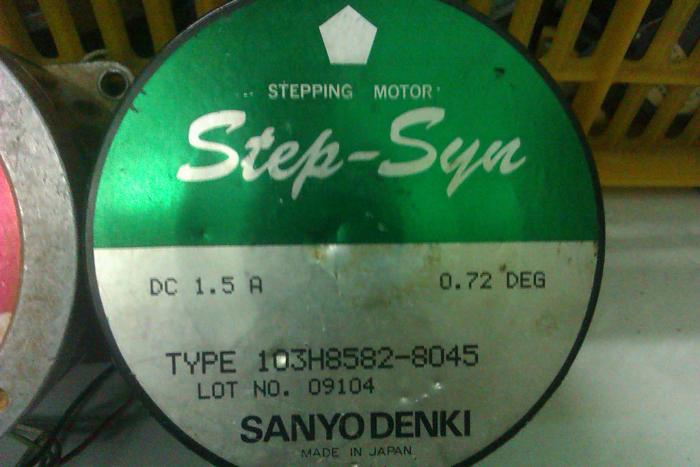 STEPPING MOTOR
Step-Syn
DC 1.5 A 0.72 DEG
TYPE 103H8582-8045
LOT NO. 09104
SANYO DENKI
MADE IN JAPAN